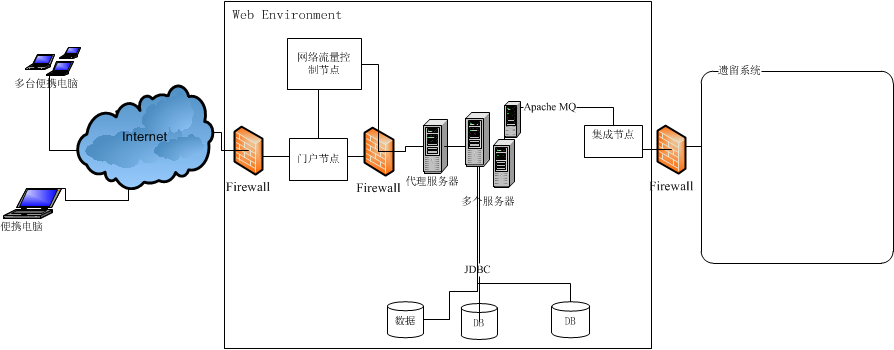 Web Environment
网络流量控
制节点
多台便携电脑
遗留系统
Internet
Apache MQ
集成节点
门户节点
代理服务器
Firewall
Firewall
Firewall
多个服务器
便携电脑
JDBC
数据
DB
DB